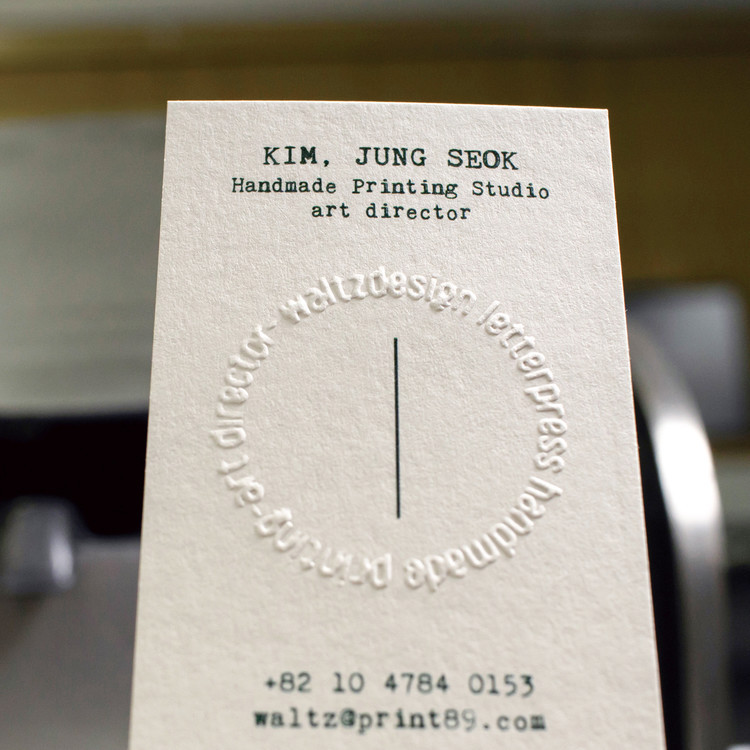 KIM, JUNG SEOK
Handmade Printing Studio
art director
waltzdesign letterpress handmade printing-art director-
+82 10 4784 0153
waltz@print89.com